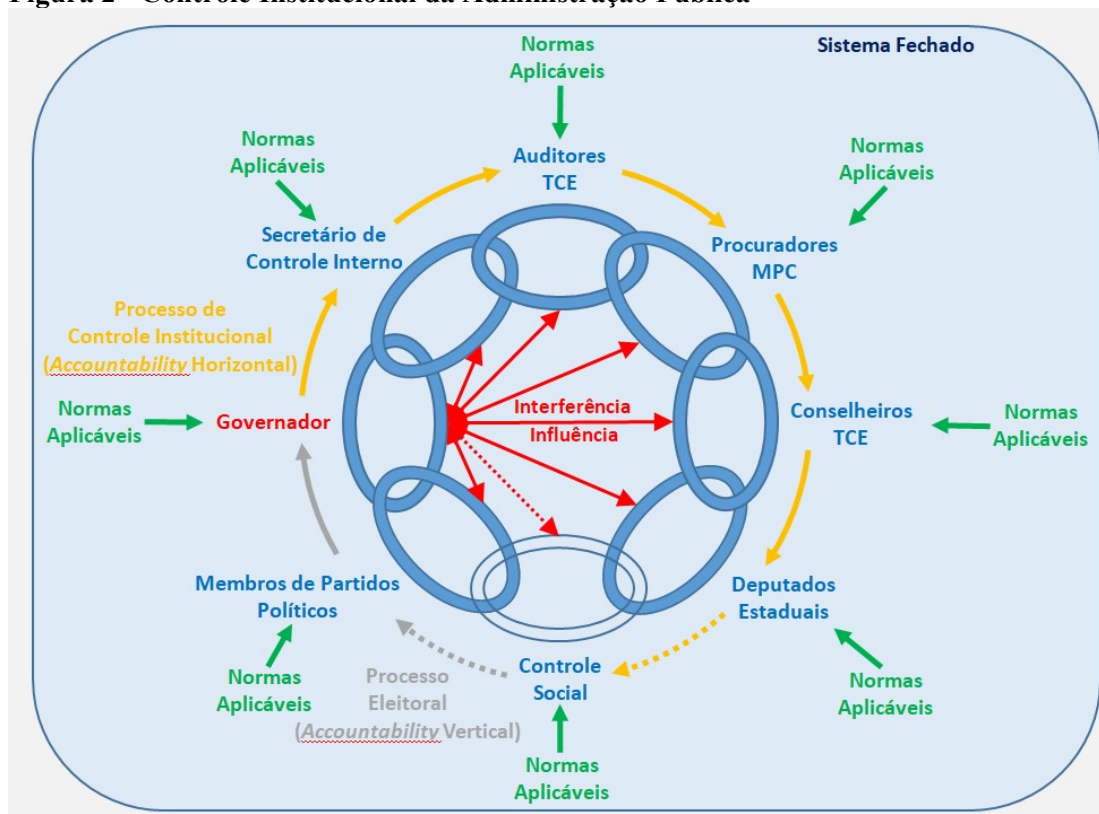 Figura 2 - Controle Institucional da Administração Pública
Sistema Fechado
Normas
Aplicáveis
Auditores
TCE
Normas
Aplicáveis
Procuradores
MPC
Normas
Aplicáveis
Conselheiros
TCE
Normas
Aplicáveis
Deputados
Estaduais
Normas
Aplicáveis
Controle
Social
Normas
Aplicáveis
Processo
Eleitoral
(Accountability Vertical)
Membros de Partidos
Políticos
Normas
Aplicáveis
Governador
Normas
Aplicáveis
Processo de
Controle Institucional
(Accountability Horizontal)
Secretário de
Controle Interno
Normas
Aplicáveis
Interferência
Influência